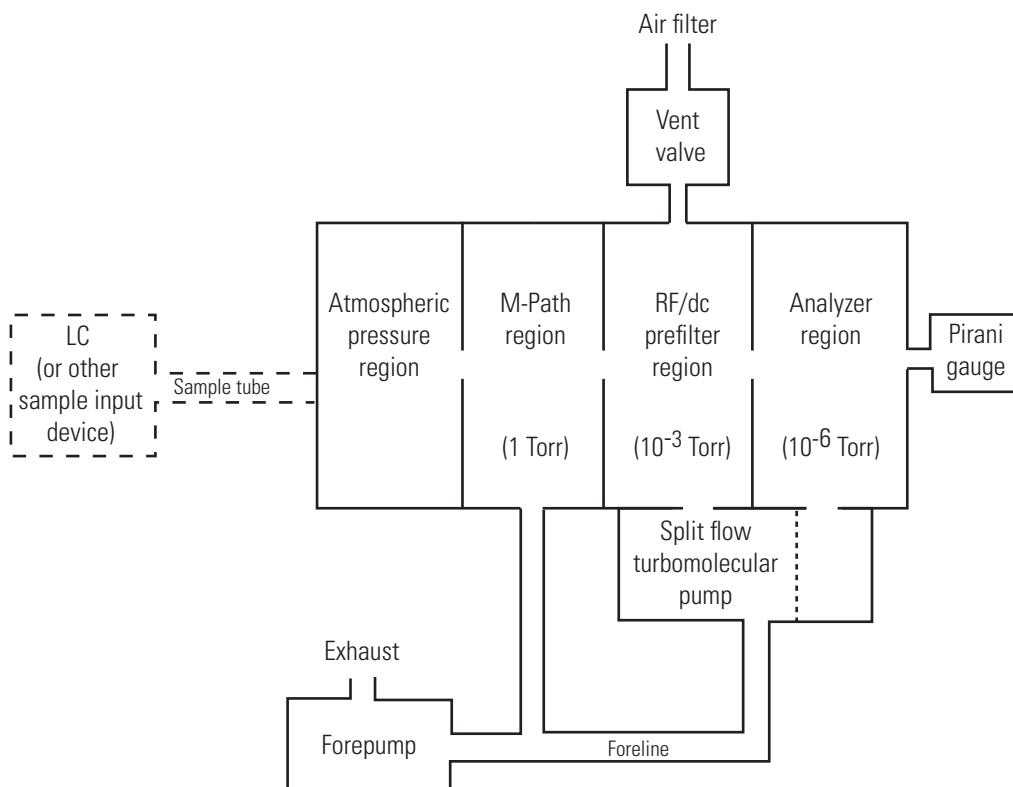 Air filter
Vent
valve
Atmospheric
pressure
region
M-Path
region
(1 Torr)
RF/dc
prefilter
region
(10-3 Torr)
Analyzer
region
(10-6 Torr)
Pirani
gauge
LC
(or other
sample input
device)
Sample tube
Split flow
turbomolecular
pump
Exhaust
Forepump
Foreline